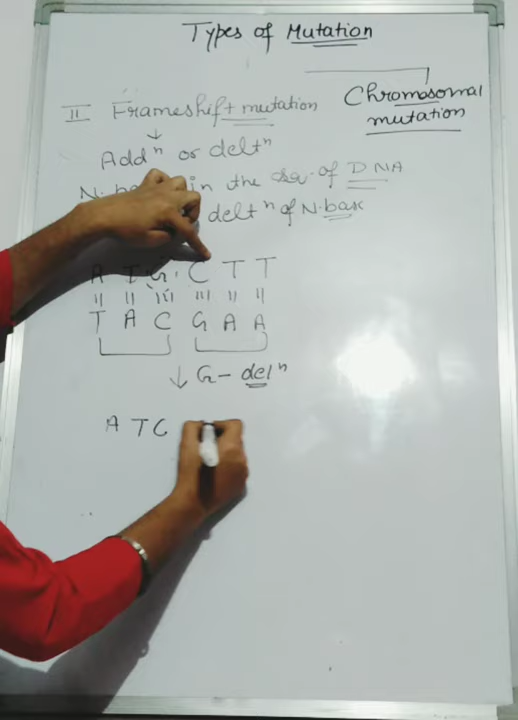 Types of Mutation
Chromosomal
mutation
II Frameshift mutation
Addⁿ or deltⁿ
in the sex. of DNA
deltⁿ of N·base
A T G C T T
T A C G A A
↓ G- delⁿ
A T C